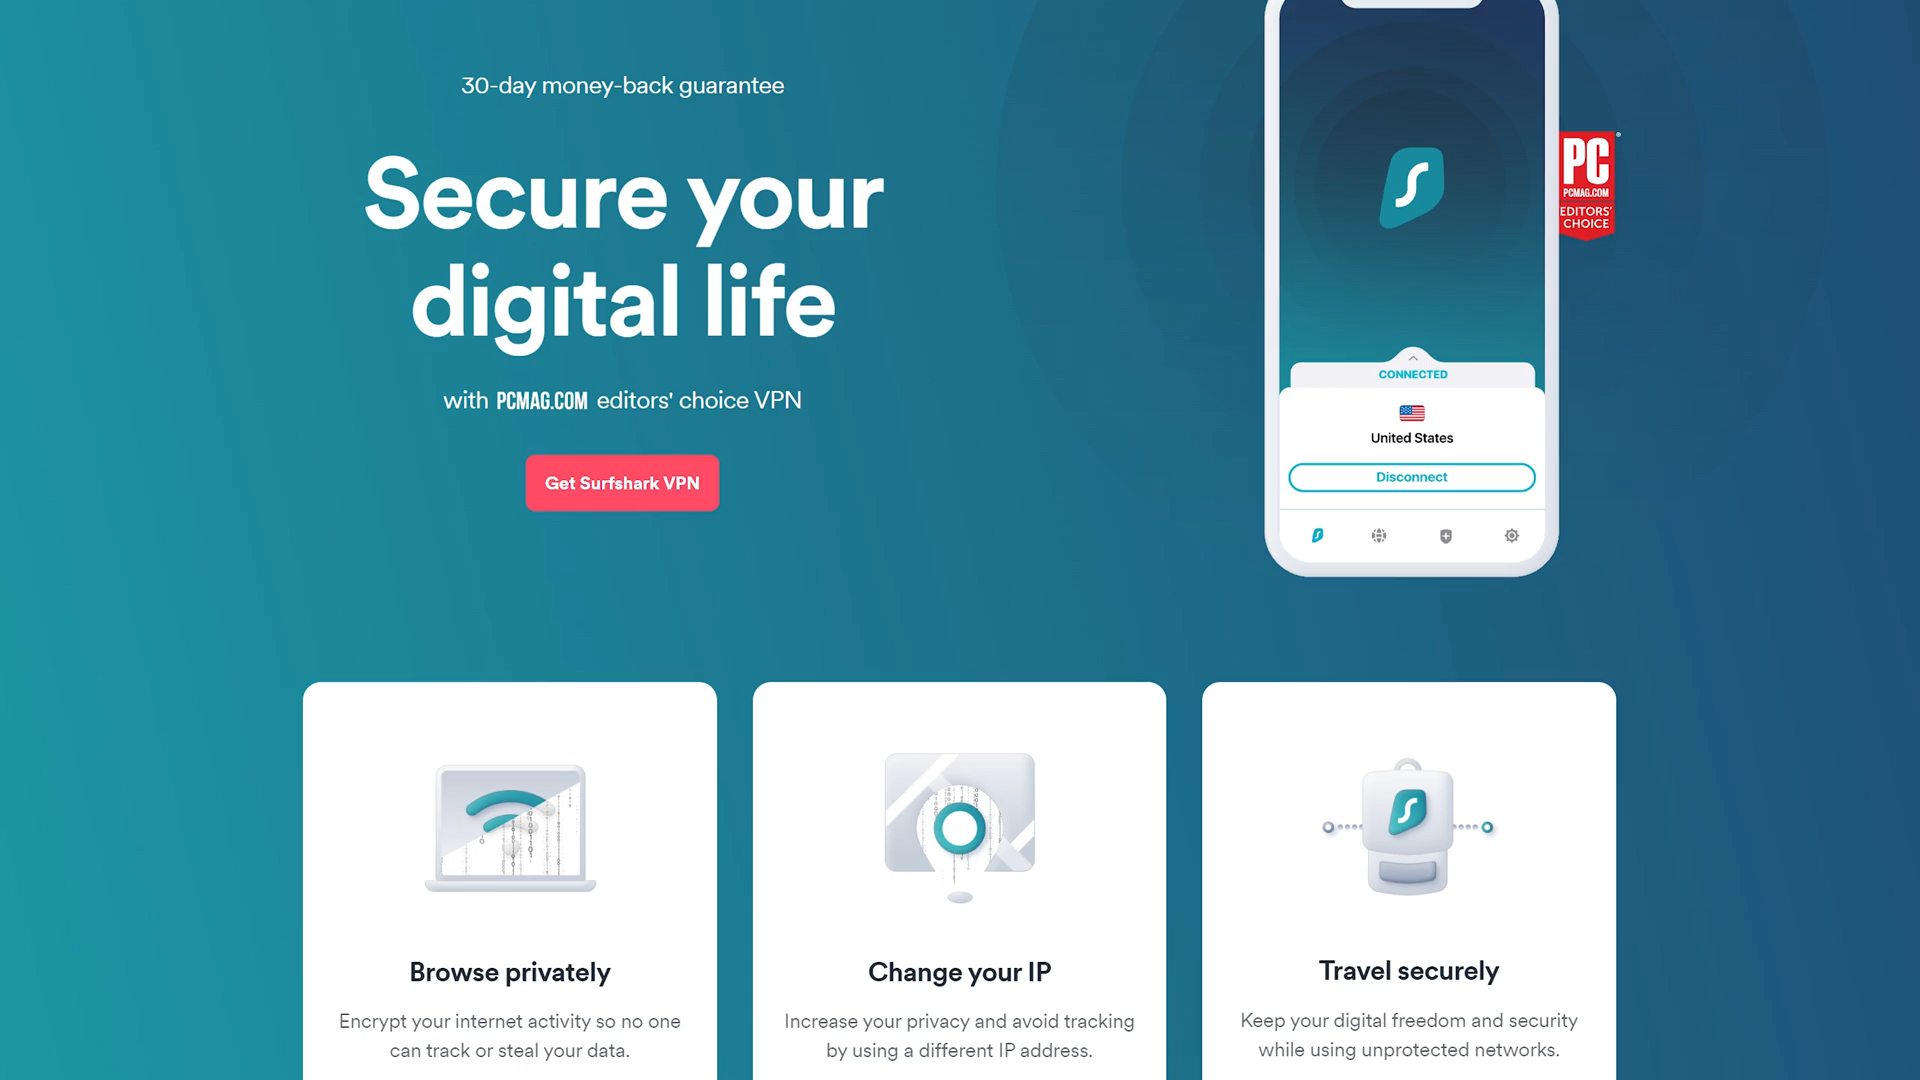 30-day money-back guarantee
Secure your
digital life
with PCMAG.COM editors' choice VPN
Get Surfshark VPN
PC®
PCMAG.COM
EDITORS'
CHOICE
CONNECTED
United States
Disconnect
Browse privately
Encrypt your internet activity so no one
can track or steal your data.
Change your IP
Increase your privacy and avoid tracking
by using a different IP address.
Travel securely
Keep your digital freedom and security
while using unprotected networks.